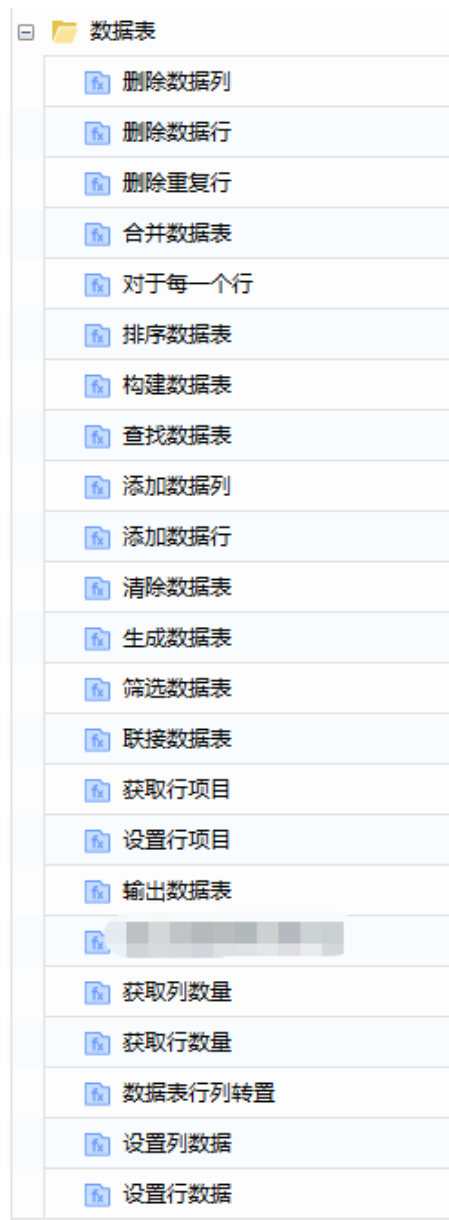 数据表
删除数据列
删除数据行
删除重复行
合并数据表
对于每一个行
排序数据表
构建数据表
查找数据表
添加数据列
添加数据行
清除数据表
生成数据表
筛选数据表
联接数据表
获取行项目
设置行项目
输出数据表
获取列数量
获取行数量
数据表行列转置
设置列数据
设置行数据